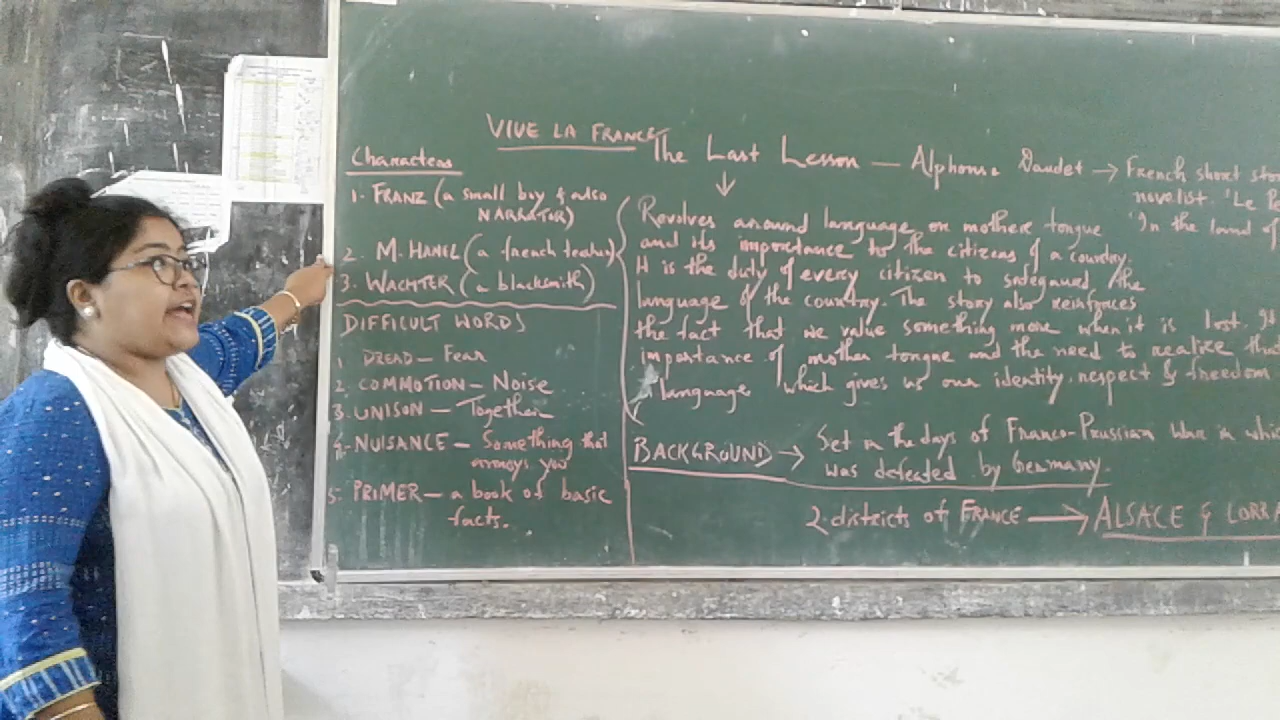 VIVE LA FRANCE
The Last Lesson — Alphonse Daudet → French short sto
novelist. 'Le P
'In the land of
Characters
1. FRANZ (a small boy & also
NARRATOR)
2. M. HAMEL (a french teacher)
3. WACHTER (a blacksmith)
DIFFICULT WORDS
1. DREAD — Fear
2. COMMOTION — Noise
3. UNISON — Together
4. NUISANCE — Something that
annoys you
5. PRIMER — a book of basic
facts.
Revolves around language or mother tongue
and its importance to the citizens of a country.
It is the duty of every citizen to safeguard the
language of the country. The story also reinforces
the fact that we value something more when it is lost. It
importance of mother tongue and the need to realize that
language which gives us our identity, respect & freedom
BACKGROUND → Set in the days of Franco-Prussian War in whi
was defeated by Germany.
2 districts of FRANCE → ALSACE & LORRA